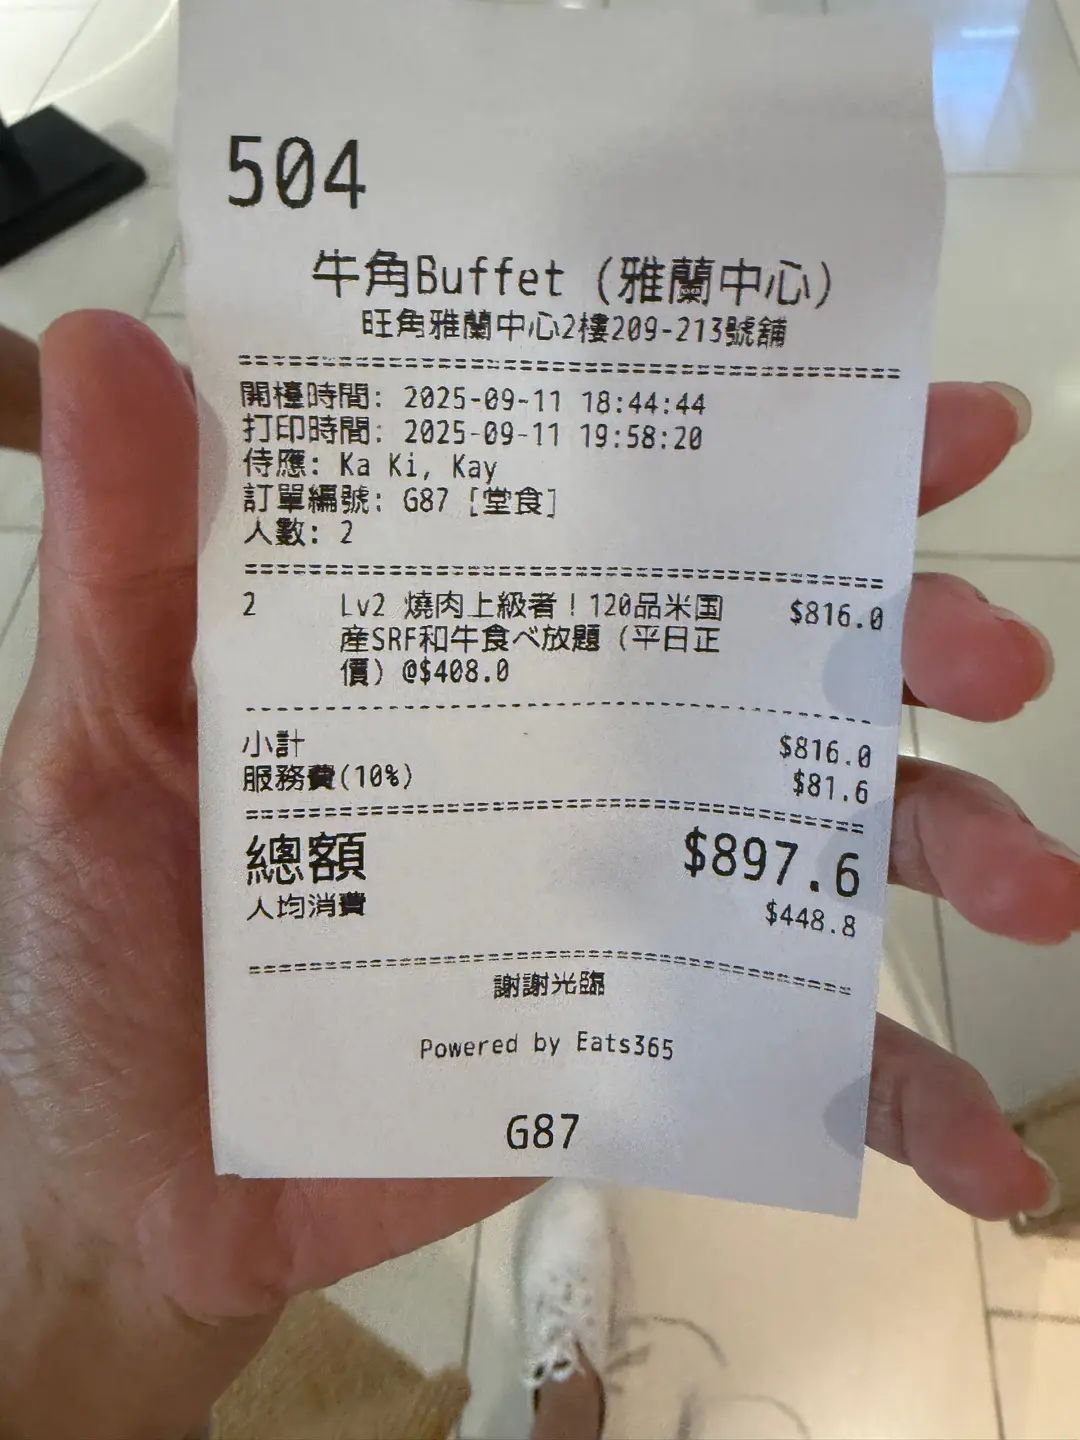 504
牛角Buffet (雅蘭中心)
旺角雅蘭中心2樓209-213號舖
開檯時間: 2025-09-11 18:44:44
打印時間: 2025-09-11 19:58:20
侍應: Ka Ki, Kay
訂單編號: G87 [堂食]
人數: 2
2 Lv2 燒肉上級者!120品米国 $816.0
産SRF和牛食べ放題 (平日正
價) @$408.0
小計 $816.0
服務費(10%) $81.6
總額 $897.6
人均消費 $448.8
謝謝光臨
Powered by Eats365
G87